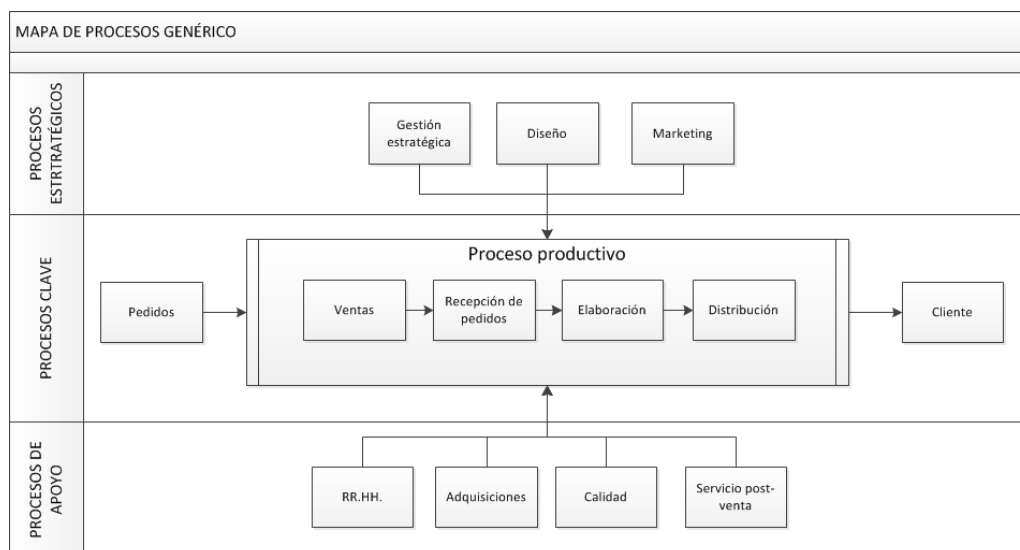 MAPA DE PROCESOS GENÉRICO
PROCESOS
ESTRTRATÉGICOS
Gestión
estratégica
Diseño
Marketing
PROCESOS CLAVE
Pedidos
Proceso productivo
Ventas
Recepción de
pedidos
Elaboración
Distribución
Cliente
PROCESOS DE
APOYO
RR.HH.
Adquisiciones
Calidad
Servicio post-
venta